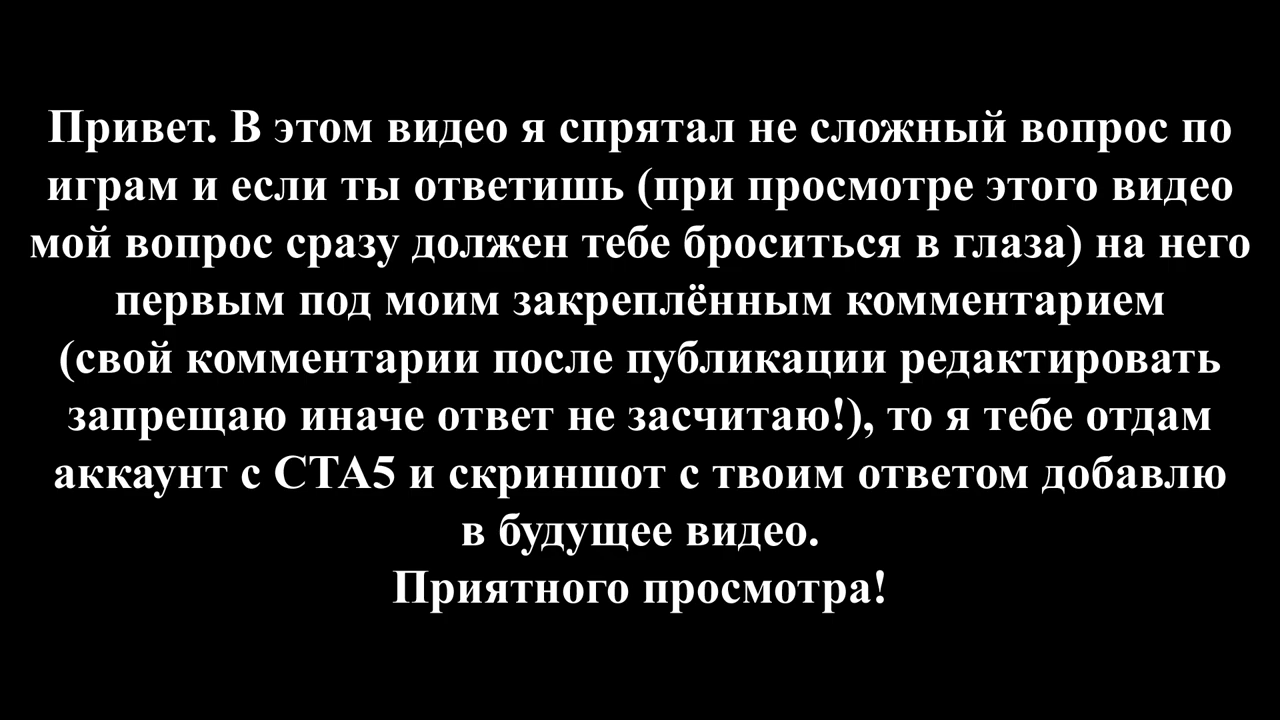 Привет. В этом видео я спрятал не сложный вопрос по
играм и если ты ответишь (при просмотре этого видео
мой вопрос сразу должен тебе броситься в глаза) на него
первым под моим закреплённым комментарием
(свой комментарии после публикации редактировать
запрещаю иначе ответ не засчитаю!), то я тебе отдам
аккаунт с СТА5 и скриншот с твоим ответом добавлю
в будущее видео.
Приятного просмотра!